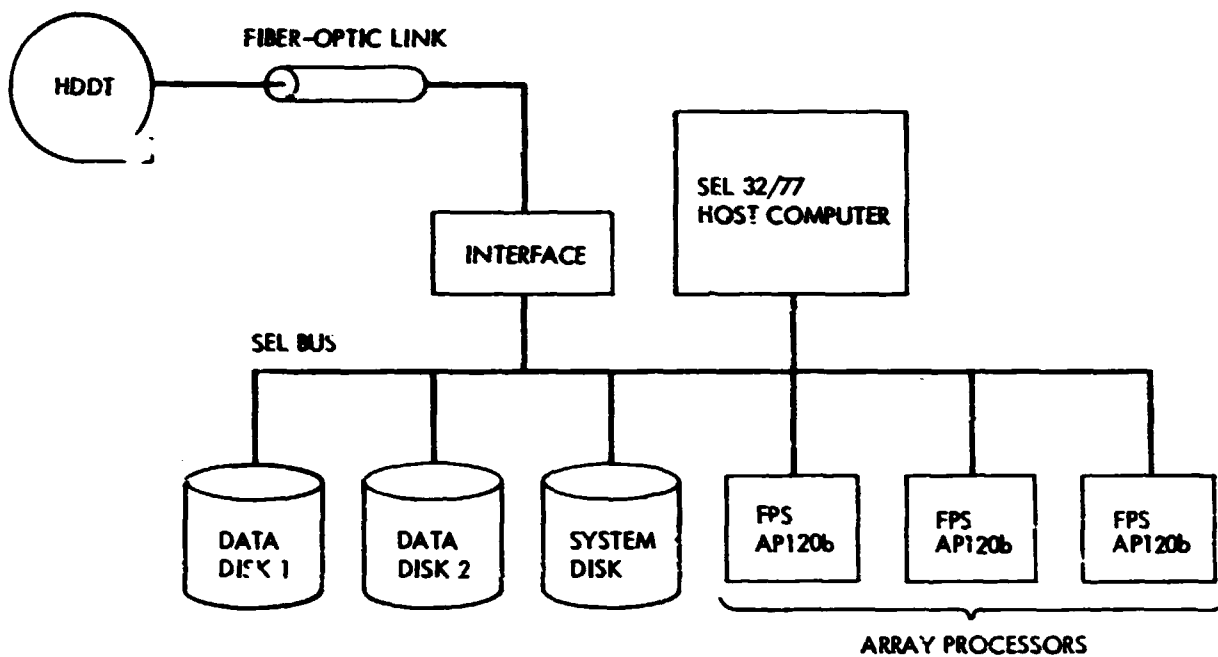 FIBER-OPTIC LINK
HDDT
SEL 32/77
HOST COMPUTER
INTERFACE
SEL BUS
DATA
DISK 1
DATA
DISK 2
SYSTEM
DISK
FPS
AP120b
FPS
AP120b
FPS
AP120b
ARRAY PROCESSORS